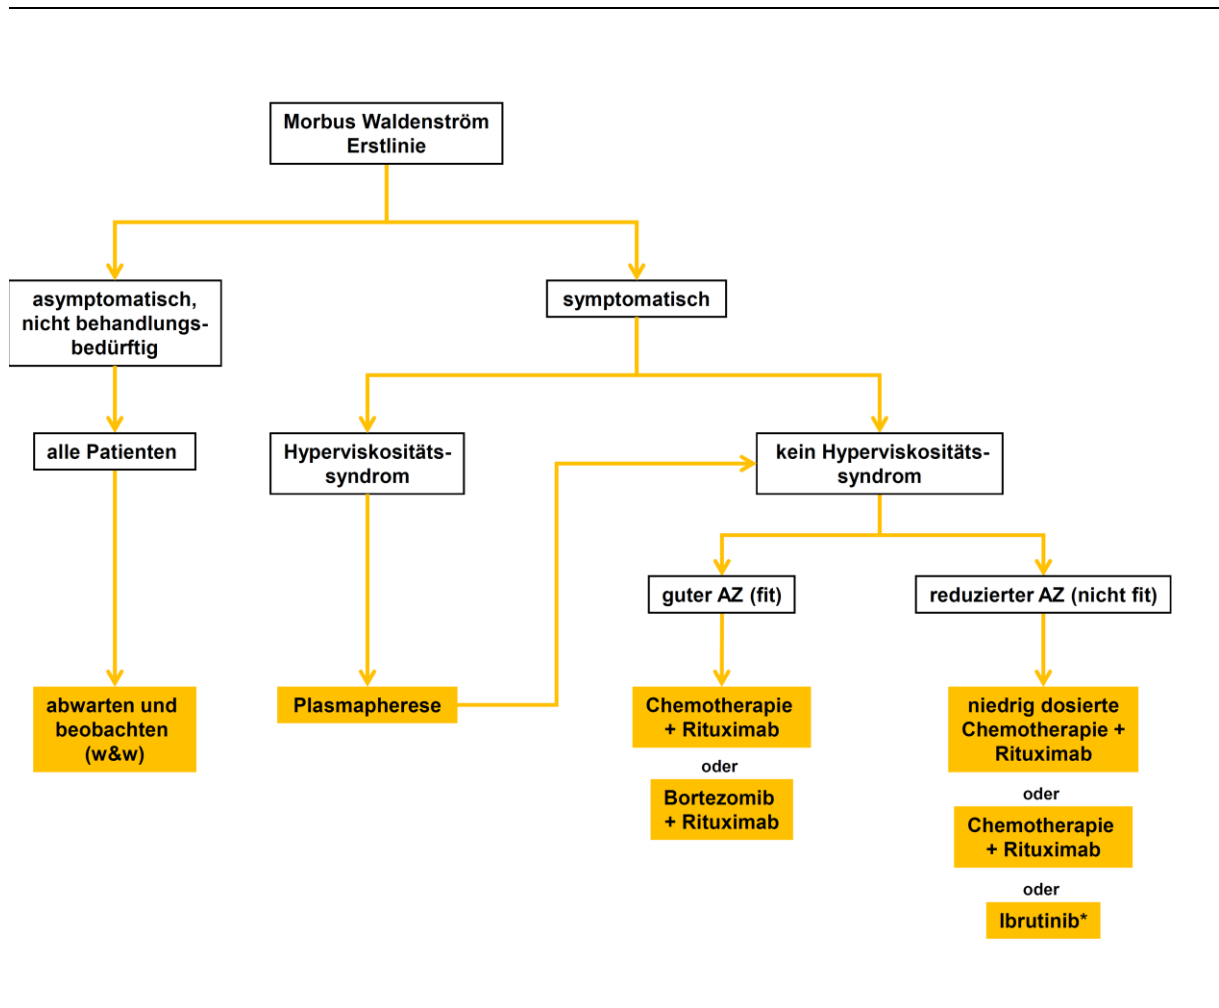 Morbus Waldenström
Erstlinie
asymptomatisch,
nicht behandlungs-
bedürftig
symptomatisch
alle Patienten
Hyperviskositäts-
syndrom
kein Hyperviskositäts-
syndrom
guter AZ (fit)
reduzierter AZ (nicht fit)
abwarten und
beobachten
(w&w)
Plasmapherese
Chemotherapie
+ Rituximab
oder
Bortezomib
+ Rituximab
niedrig dosierte
Chemotherapie +
Rituximab
oder
Chemotherapie
+ Rituximab
oder
Ibrutinib*